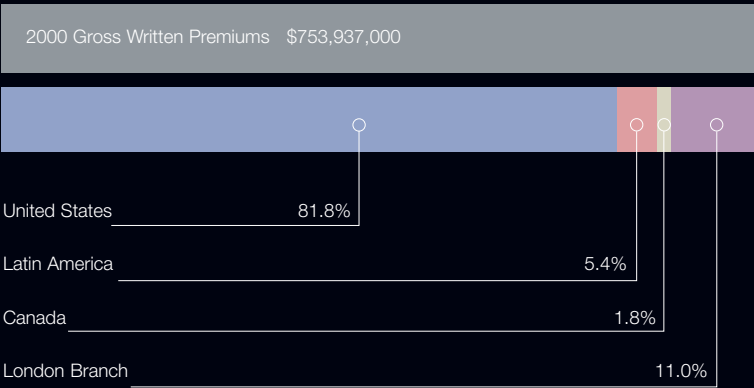 2000 Gross Written Premiums $753,937,000
United States 81.8%
Latin America 5.4%
Canada 1.8%
London Branch 11.0%